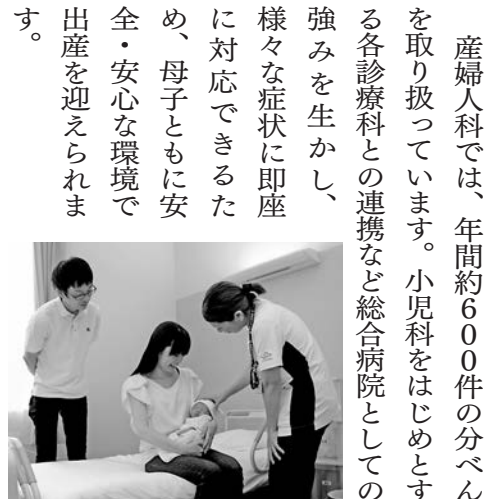 産婦人科では、年間約600件の分べん
を取り扱っています。小児科をはじめとす
る各診療科との連携など総合病院としての
強みを生かし、
様々な症状に即座
に対応できるた
め、母子ともに安
全・安心な環境で
出産を迎えられま
す。